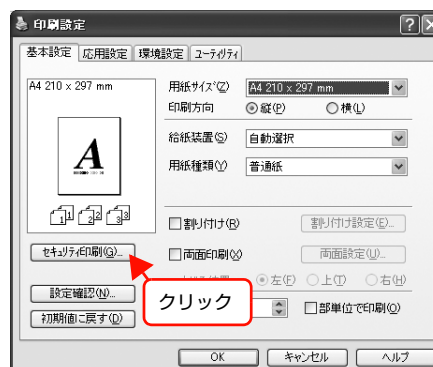 印刷設定
基本設定 応用設定 環境設定 ユーティリティ
A4 210 x 297 mm
用紙サイズ(Z) A4 210 x 297 mm
印刷方向 縦(P) 横(L)
給紙装置(S) 自動選択
用紙種類(Y) 普通紙
A
1 1 2 2 3 3
割り付け(R) 割り付け設定(E)...
セキュリティ印刷(G)... 両面印刷(X) 両面設定(U)...
左(F) 上(T) 右(H)
設定確認(N)... クリック 部単位で印刷(O)
初期値に戻す(D)
OK キャンセル ヘルプ